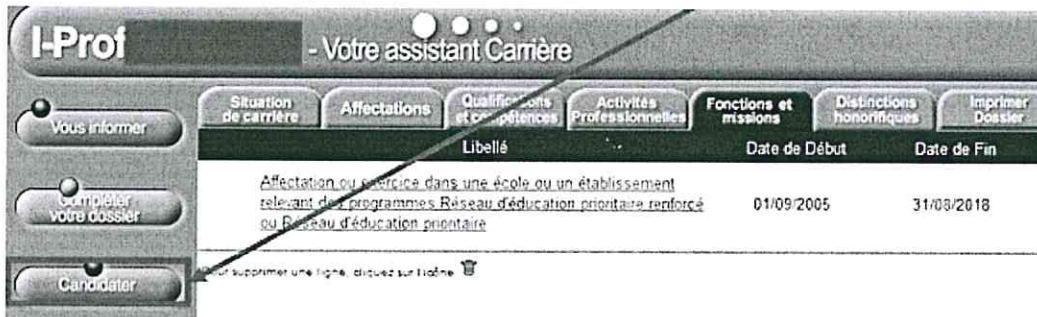 I-Prof - Votre assistant Carrière
Situation de carrière
Affectations
Qualifications et compétences
Activités Professionnelles
Fonctions et missions
Distinctions honorifiques
Imprimer Dossier
Vous informer
Libellé Date de Début Date de Fin
Affectation ou exercice dans une école ou un établissement
relevant des programmes Réseau d'éducation prioritaire renforcé 01/09/2005 31/08/2018
ou Réseau d'éducation prioritaire
Compléter
votre dossier
Pour supprimer une ligne, cliquez sur l'icône
Candidater